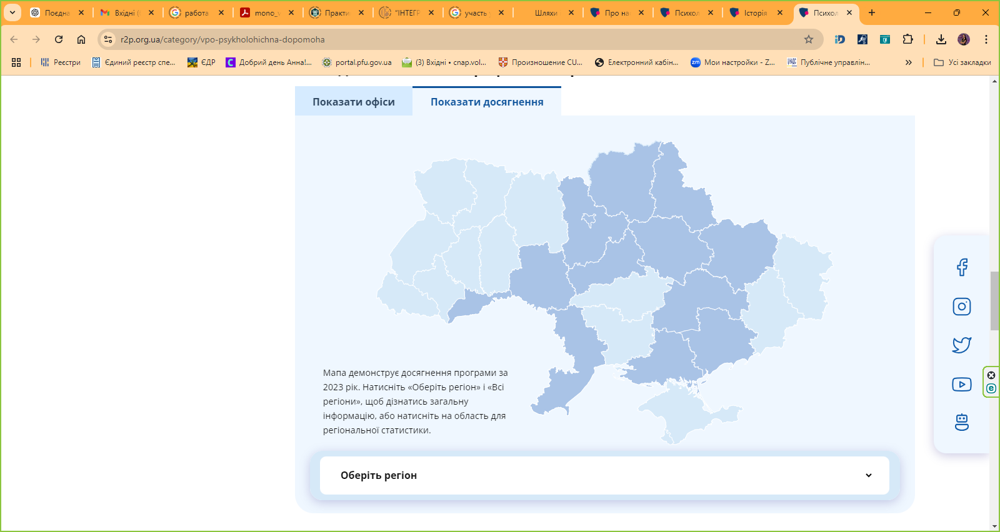 Поєдна
Вхідні (
работа
mono_v
Практи
"ІНТЕГР
участь
Шляхи
Про на
Психол
Історія
Психол
r2p.org.ua/category/vpo-psykholohichna-dopomoha
Реєстри
Єдиний реєстр спе...
ЄДР
Добрий день Анна!...
portal.pfu.gov.ua
(3) Вхідні • cnap.vol...
Произношение CU...
Електронний кабін...
Мои настройки - Z...
Публічне управлін...
Усі закладки
Показати офіси
Показати досягнення
Мапа демонструє досягнення програми за
2023 рік. Натисніть «Оберіть регіон» і «Всі
регіони», щоб дізнатись загальну
інформацію, або натисніть на область для
регіональної статистики.
Оберіть регіон